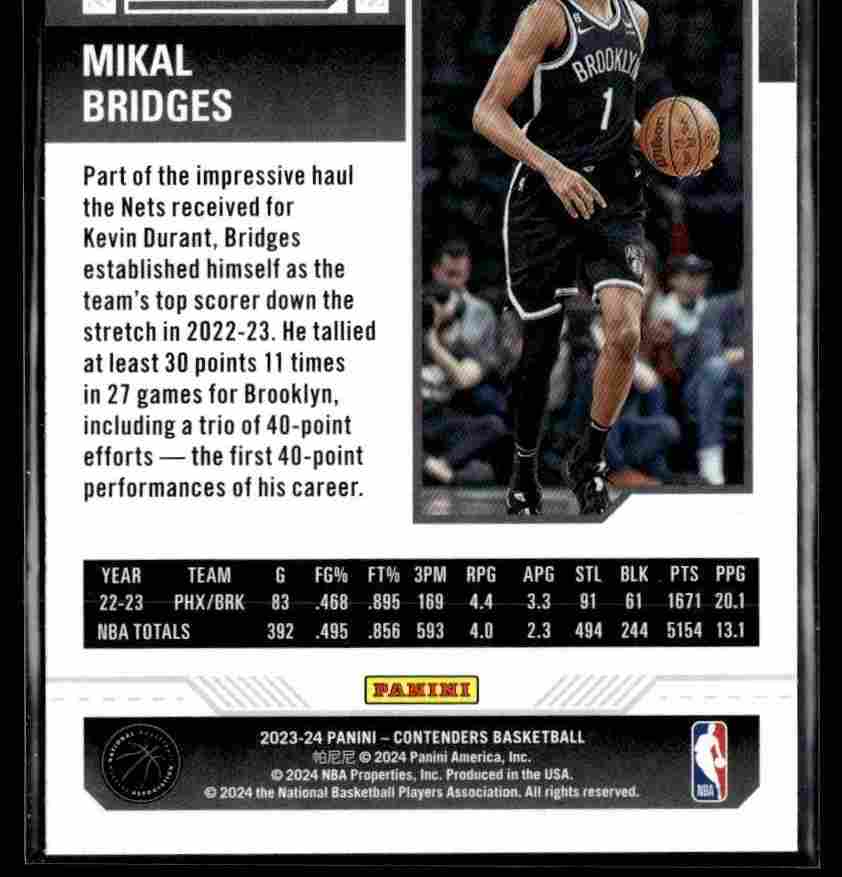 MIKAL
BRIDGES
BROOKLYN
1
Wilson
Part of the impressive haul
the Nets received for
Kevin Durant, Bridges
established himself as the
team's top scorer down the
stretch in 2022-23. He tallied
at least 30 points 11 times
in 27 games for Brooklyn,
including a trio of 40-point
efforts — the first 40-point
performances of his career.
YEAR TEAM G FG% FT% 3PM RPG APG STL BLK PTS PPG
22-23 PHX/BRK 83 .468 .895 169 4.4 3.3 91 61 1671 20.1
NBA TOTALS 392 .495 .856 593 4.0 2.3 494 244 5154 13.1
PANINI
2023-24 PANINI – CONTENDERS BASKETBALL
帕尼尼 © 2024 Panini America, Inc.
© 2024 NBA Properties, Inc. Produced in the USA.
© 2024 the National Basketball Players Association. All rights reserved.
NATIONAL BASKETBALL PLAYERS ASSOCIATION
NBA